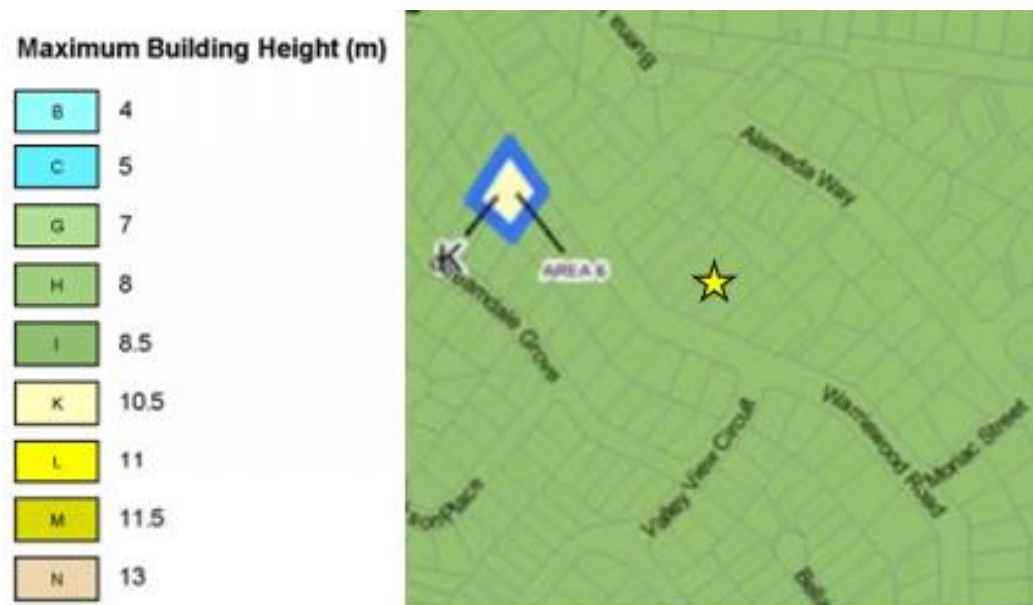 Maximum Building Height (m)
B 4
C 5
G 7
H 8
I 8.5
K 10.5
L 11
M 11.5
N 13
Alameda Way
K
AREA 6
Grove
Valley View Circuit
Warriewood Road
Monac Street
Place